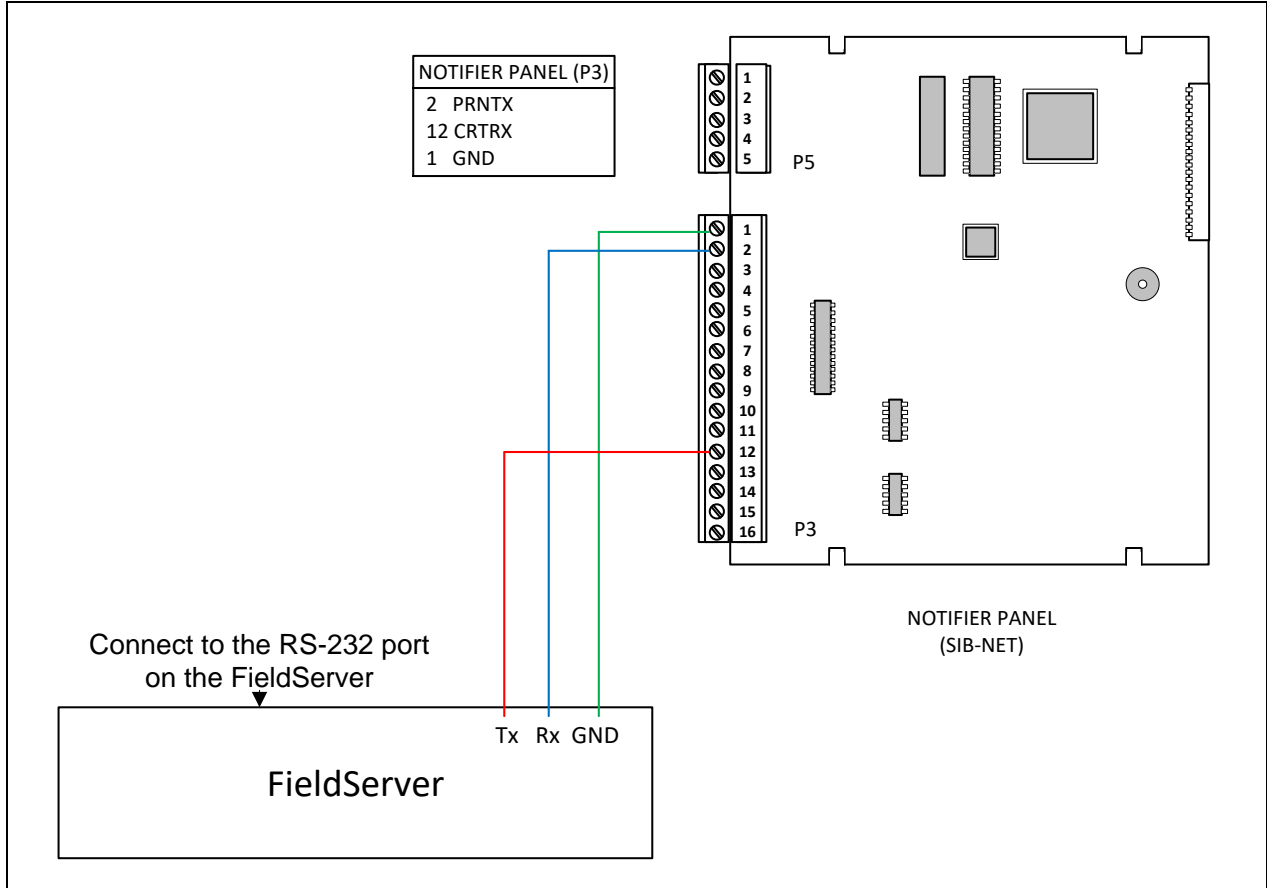 NOTIFIER PANEL (P3)
2 PRNTX
12 CRTRX
1 GND
1
2
3
4
5
P5
1
2
3
4
5
6
7
8
9
10
11
12
13
14
15
16
P3
NOTIFIER PANEL
(SIB-NET)
Connect to the RS-232 port
on the FieldServer
Tx Rx GND
FieldServer